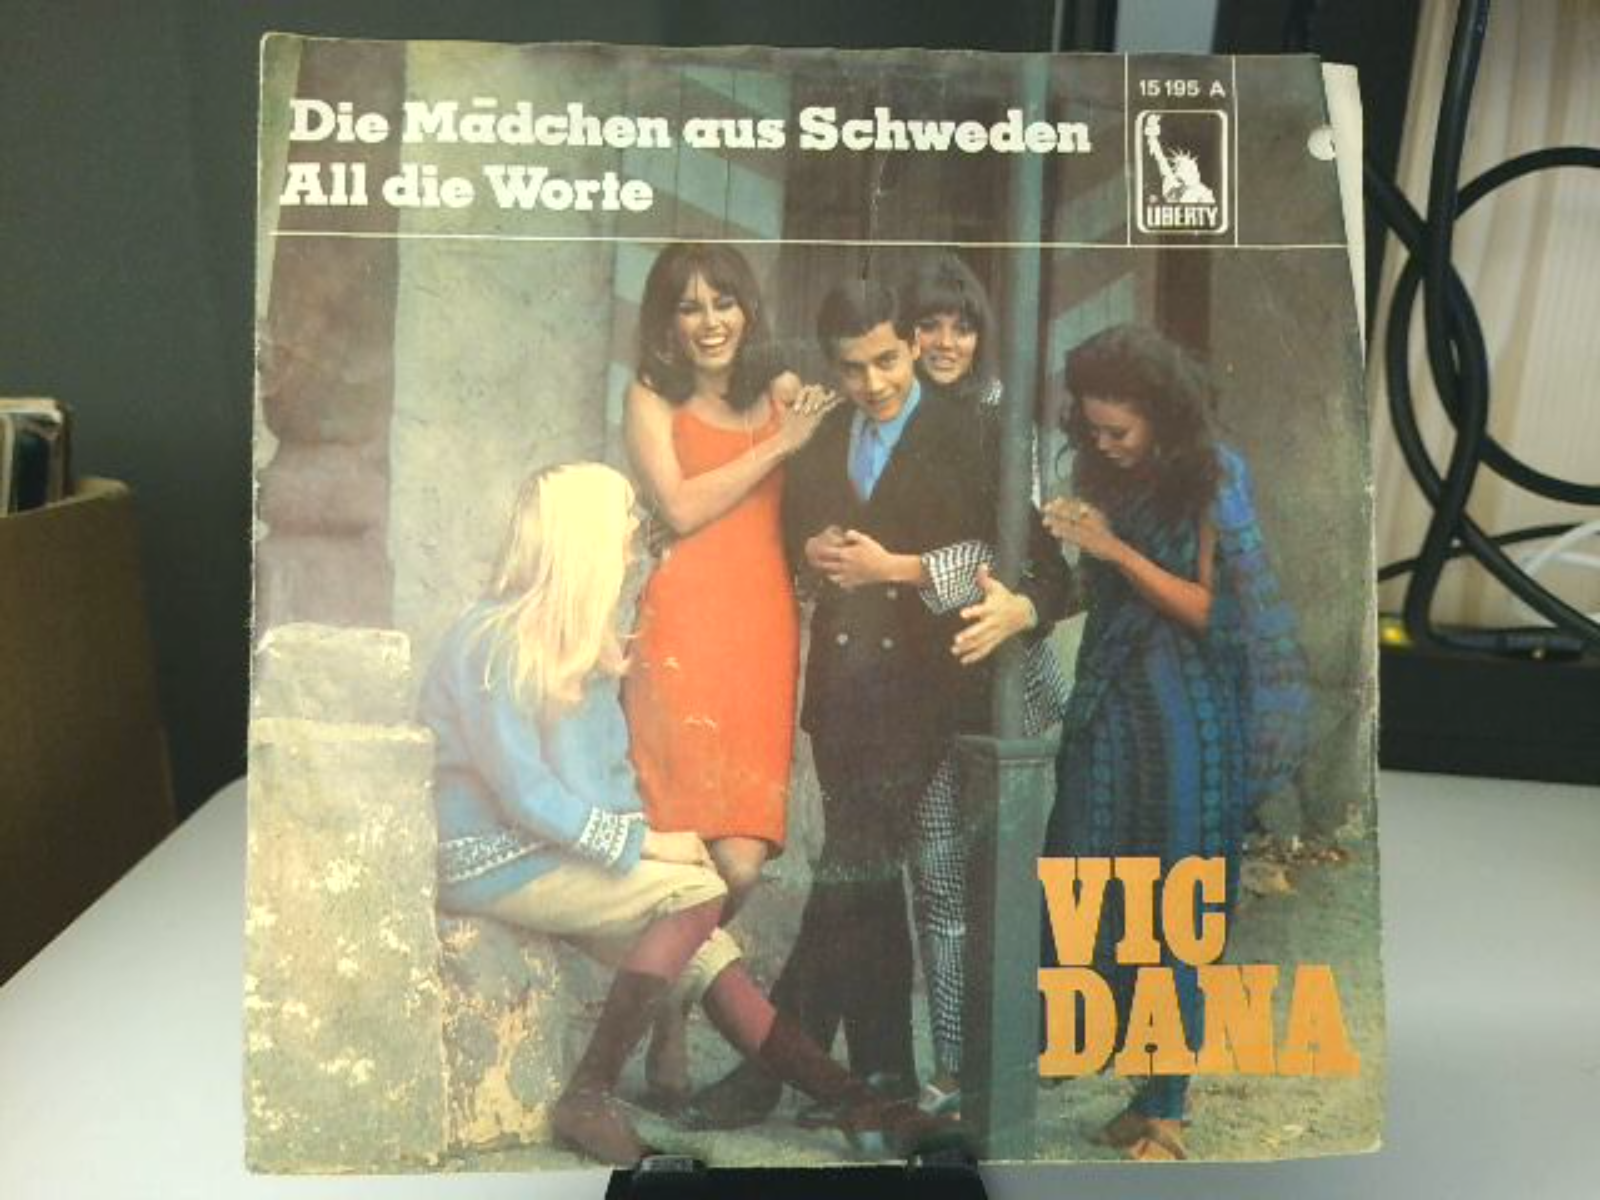 Die Mädchen aus Schweden
All die Worte
15 195 A
®
LIBERTY
VIC
DANA